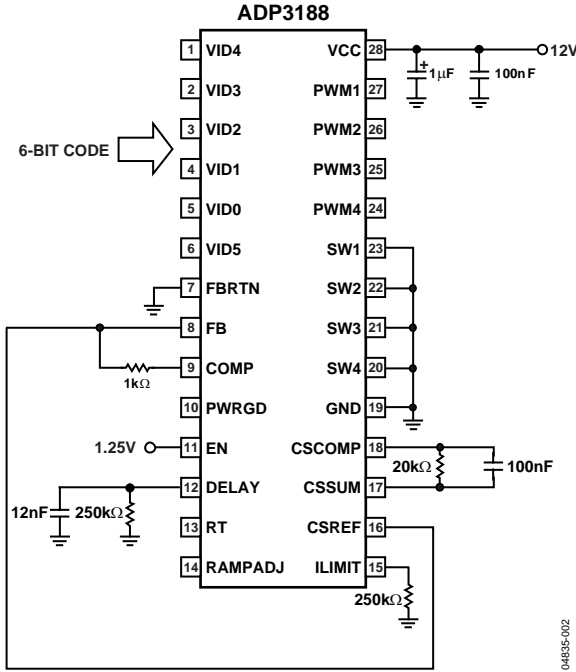 ADP3188
1 VID4
VCC 28
12V
+
1µF
100nF
2 VID3
PWM1 27
3 VID2
PWM2 26
6-BIT CODE
4 VID1
PWM3 25
5 VID0
PWM4 24
6 VID5
SW1 23
7 FBRTN
SW2 22
8 FB
SW3 21
9 COMP
SW4 20
1kΩ
10 PWRGD
GND 19
1.25V
11 EN
CSCOMP 18
20kΩ
100nF
12 DELAY
CSSUM 17
12nF
250kΩ
13 RT
CSREF 16
14 RAMPADJ
ILIMIT 15
250kΩ
04835-002